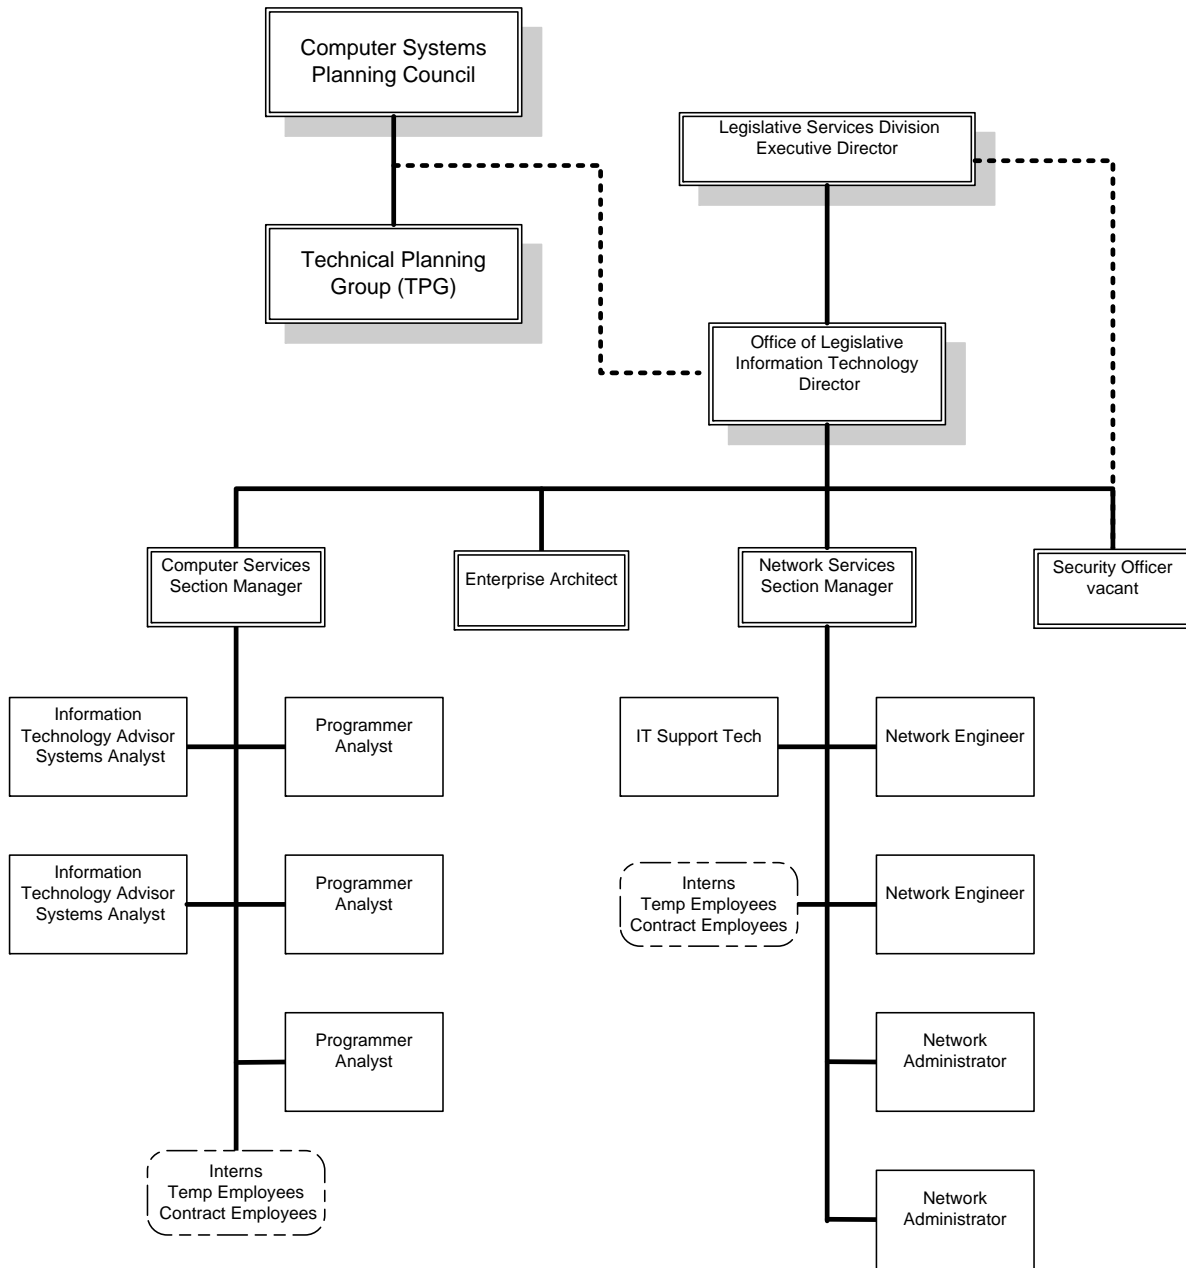 Computer Systems
Planning Council
Legislative Services Division
Executive Director
Technical Planning
Group (TPG)
Office of Legislative
Information Technology
Director
Computer Services
Section Manager
Enterprise Architect
Network Services
Section Manager
Security Officer
vacant
Information
Technology Advisor
Systems Analyst
Programmer
Analyst
IT Support Tech
Network Engineer
Information
Technology Advisor
Systems Analyst
Programmer
Analyst
Interns
Temp Employees
Contract Employees
Network Engineer
Programmer
Analyst
Network
Administrator
Interns
Temp Employees
Contract Employees
Network
Administrator